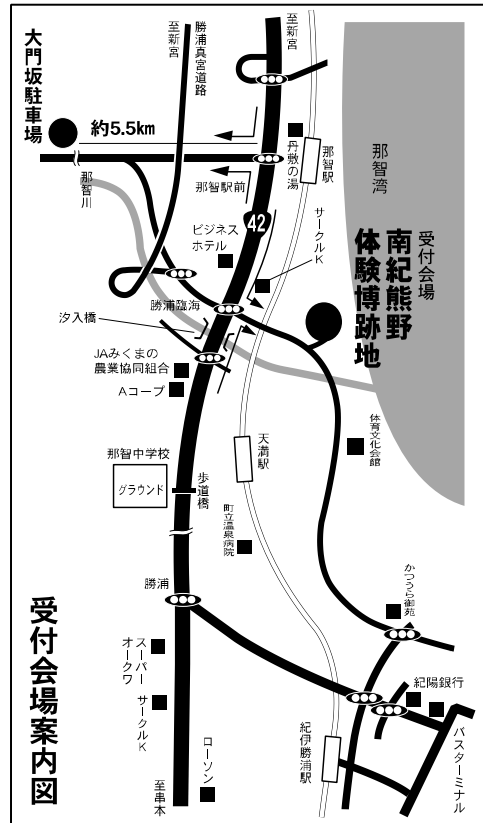 至新宮
至新宮
勝浦真宮道路
大門坂駐車場
約5.5km
那智川
那智駅前
丹敷の湯
那智駅
那智湾
42
ビジネス
ホテル
サークルK
受付会場
南紀熊野
体験博跡地
勝浦臨海
汐入橋
JAみくまの
農業協同組合
Aコープ
天満駅
体育文化会館
那智中学校
グラウンド
歩道橋
町立温泉病院
勝浦
かつうら御苑
スーパー
オークワ
サークルK
紀陽銀行
紀伊勝浦駅
バスターミナル
ローソン
至串本
受付会場案内図